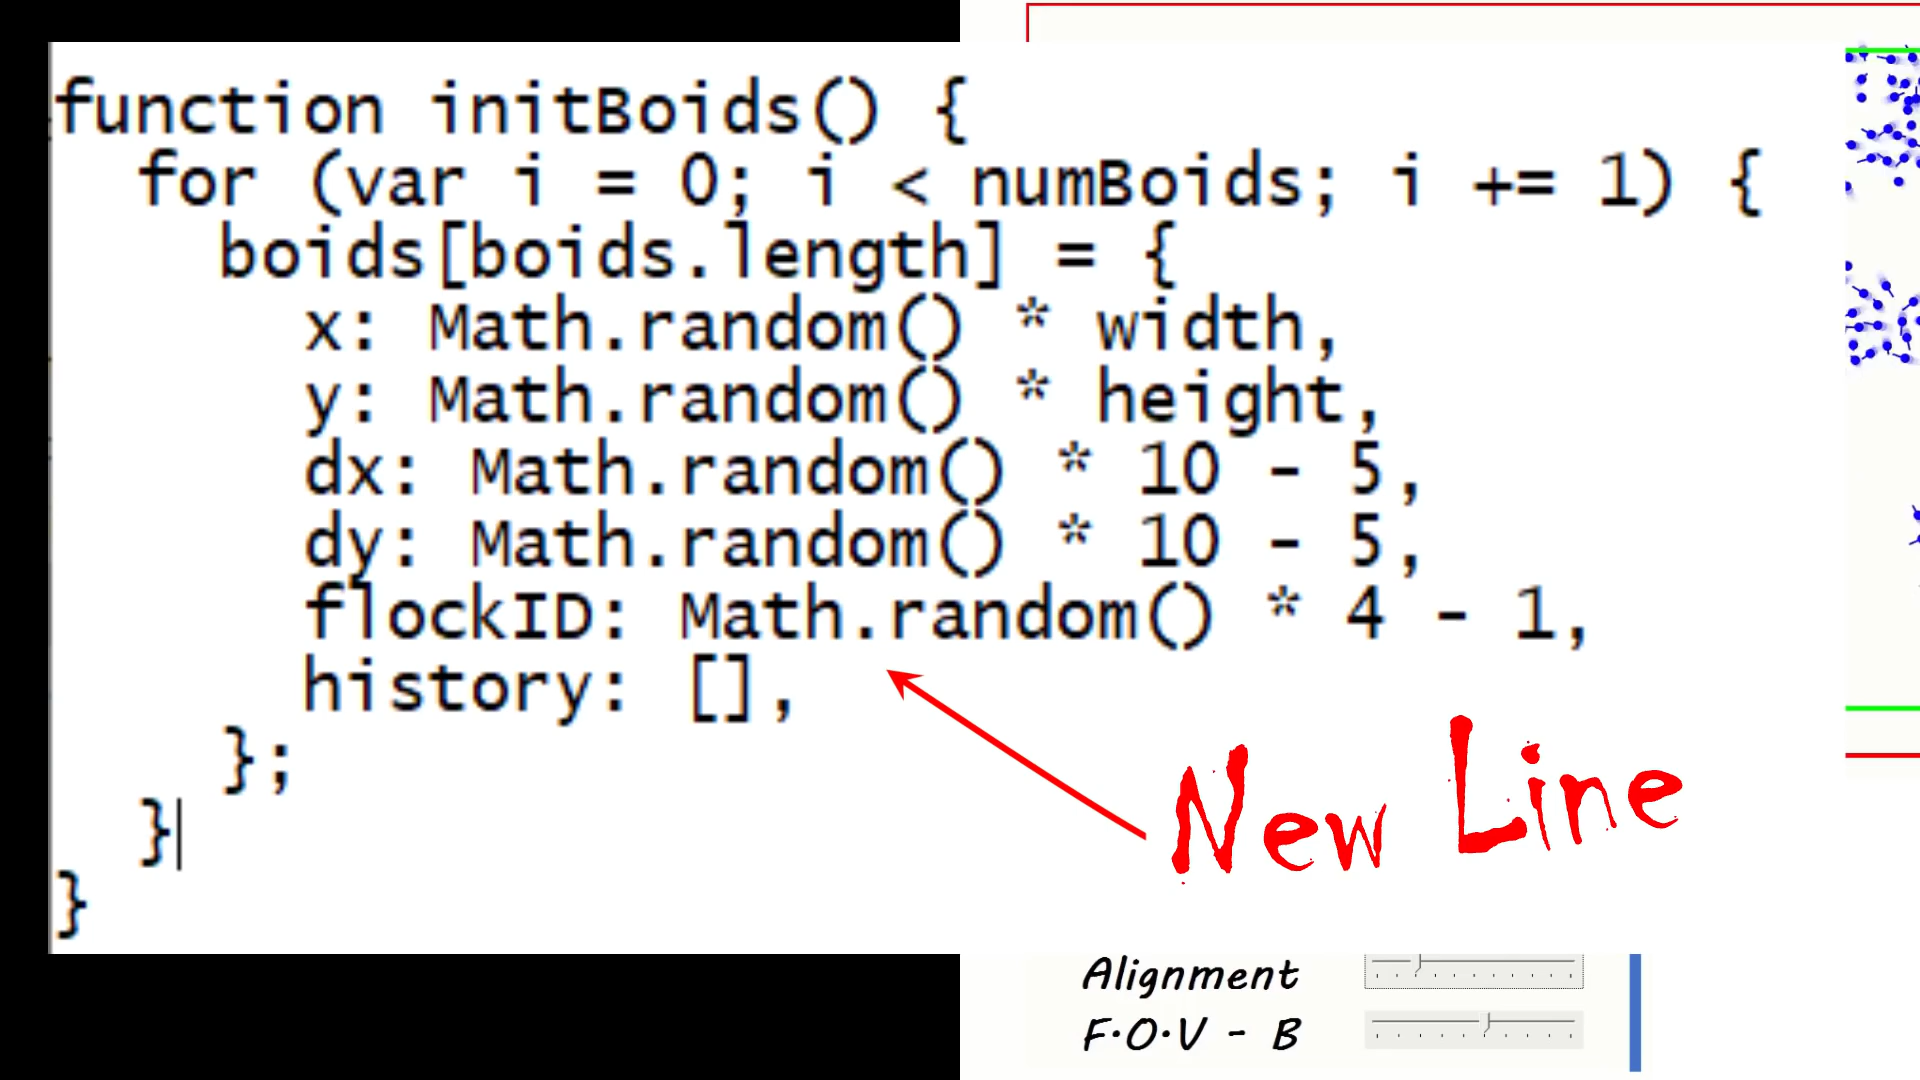 function initBoids() {
for (var i = 0; i < numBoids; i += 1) {
boids[boids.length] = {
x: Math.random() * width,
y: Math.random() * height,
dx: Math.random() * 10 - 5,
dy: Math.random() * 10 - 5,
flockID: Math.random() * 4 - 1,
history: [],
};
}
}
New Line
Alignment
F.O.V - B